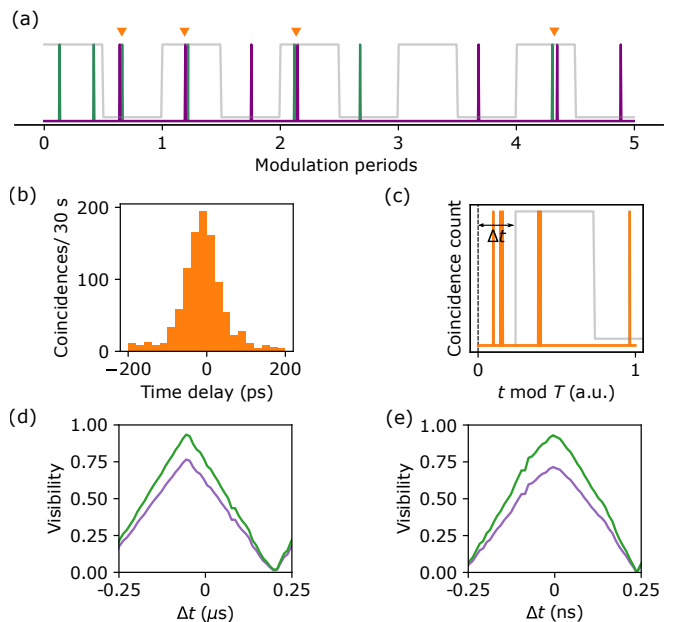 (a)
0 1 2 3 4 5
Modulation periods
(b)
Coincidences/ 30 s
200
100
0
−200 0 200
Time delay (ps)
(c)
Coincidence count
Δt
0 1
t mod T (a.u.)
(d)
Visibility
1.00
0.75
0.50
0.25
0.00
-0.25 0 0.25
Δt (μs)
(e)
Visibility
1.00
0.75
0.50
0.25
0.00
-0.25 0 0.25
Δt (ns)